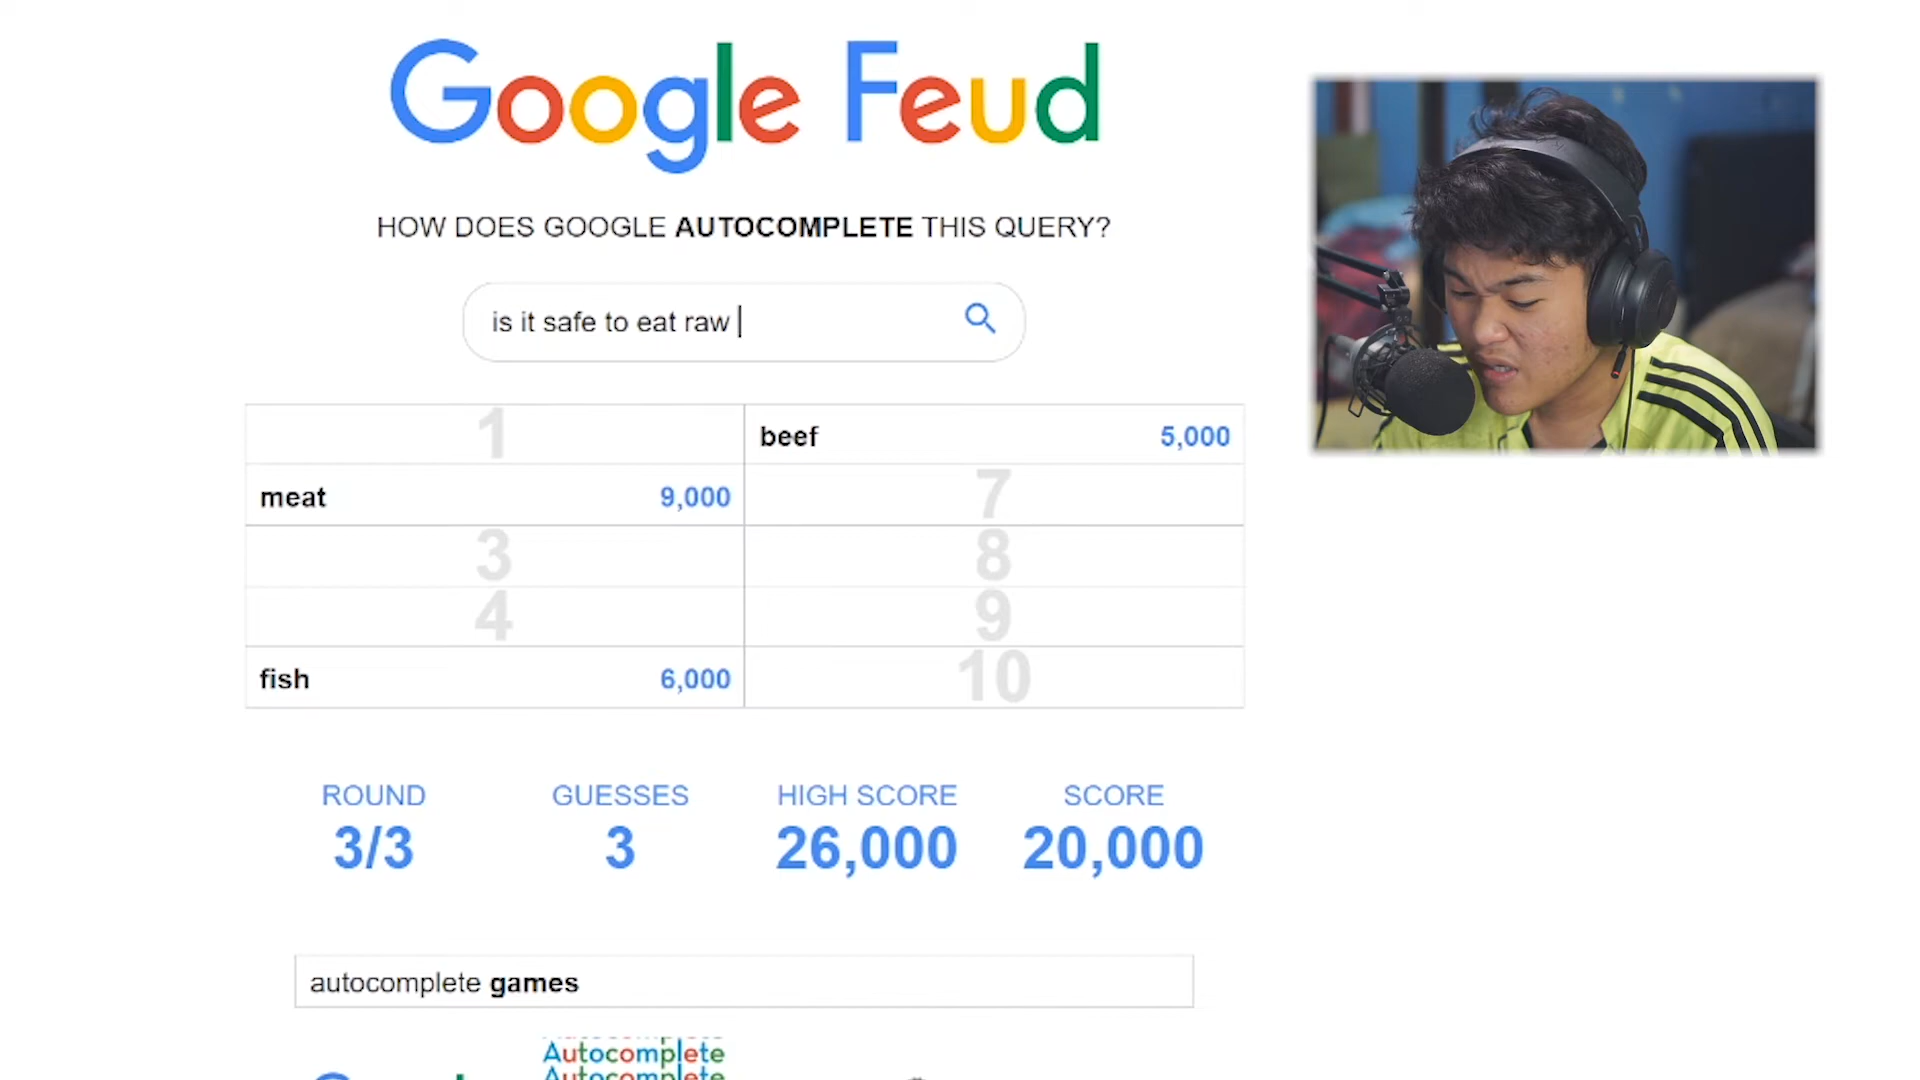 Google Feud
HOW DOES GOOGLE AUTOCOMPLETE THIS QUERY?
is it safe to eat raw
1
beef 5,000
meat 9,000
7
3
8
4
9
fish 6,000
10
ROUND GUESSES HIGH SCORE SCORE
3/3 3 26,000 20,000
autocomplete games
Autocomplete
Autocomplete